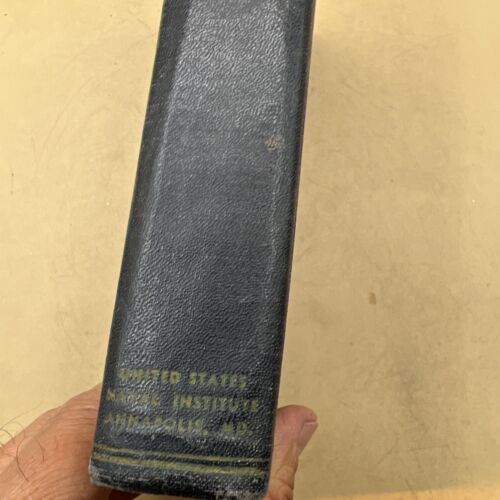 UNITED STATES
NAVAL INSTITUTE
ANNAPOLIS, MD.